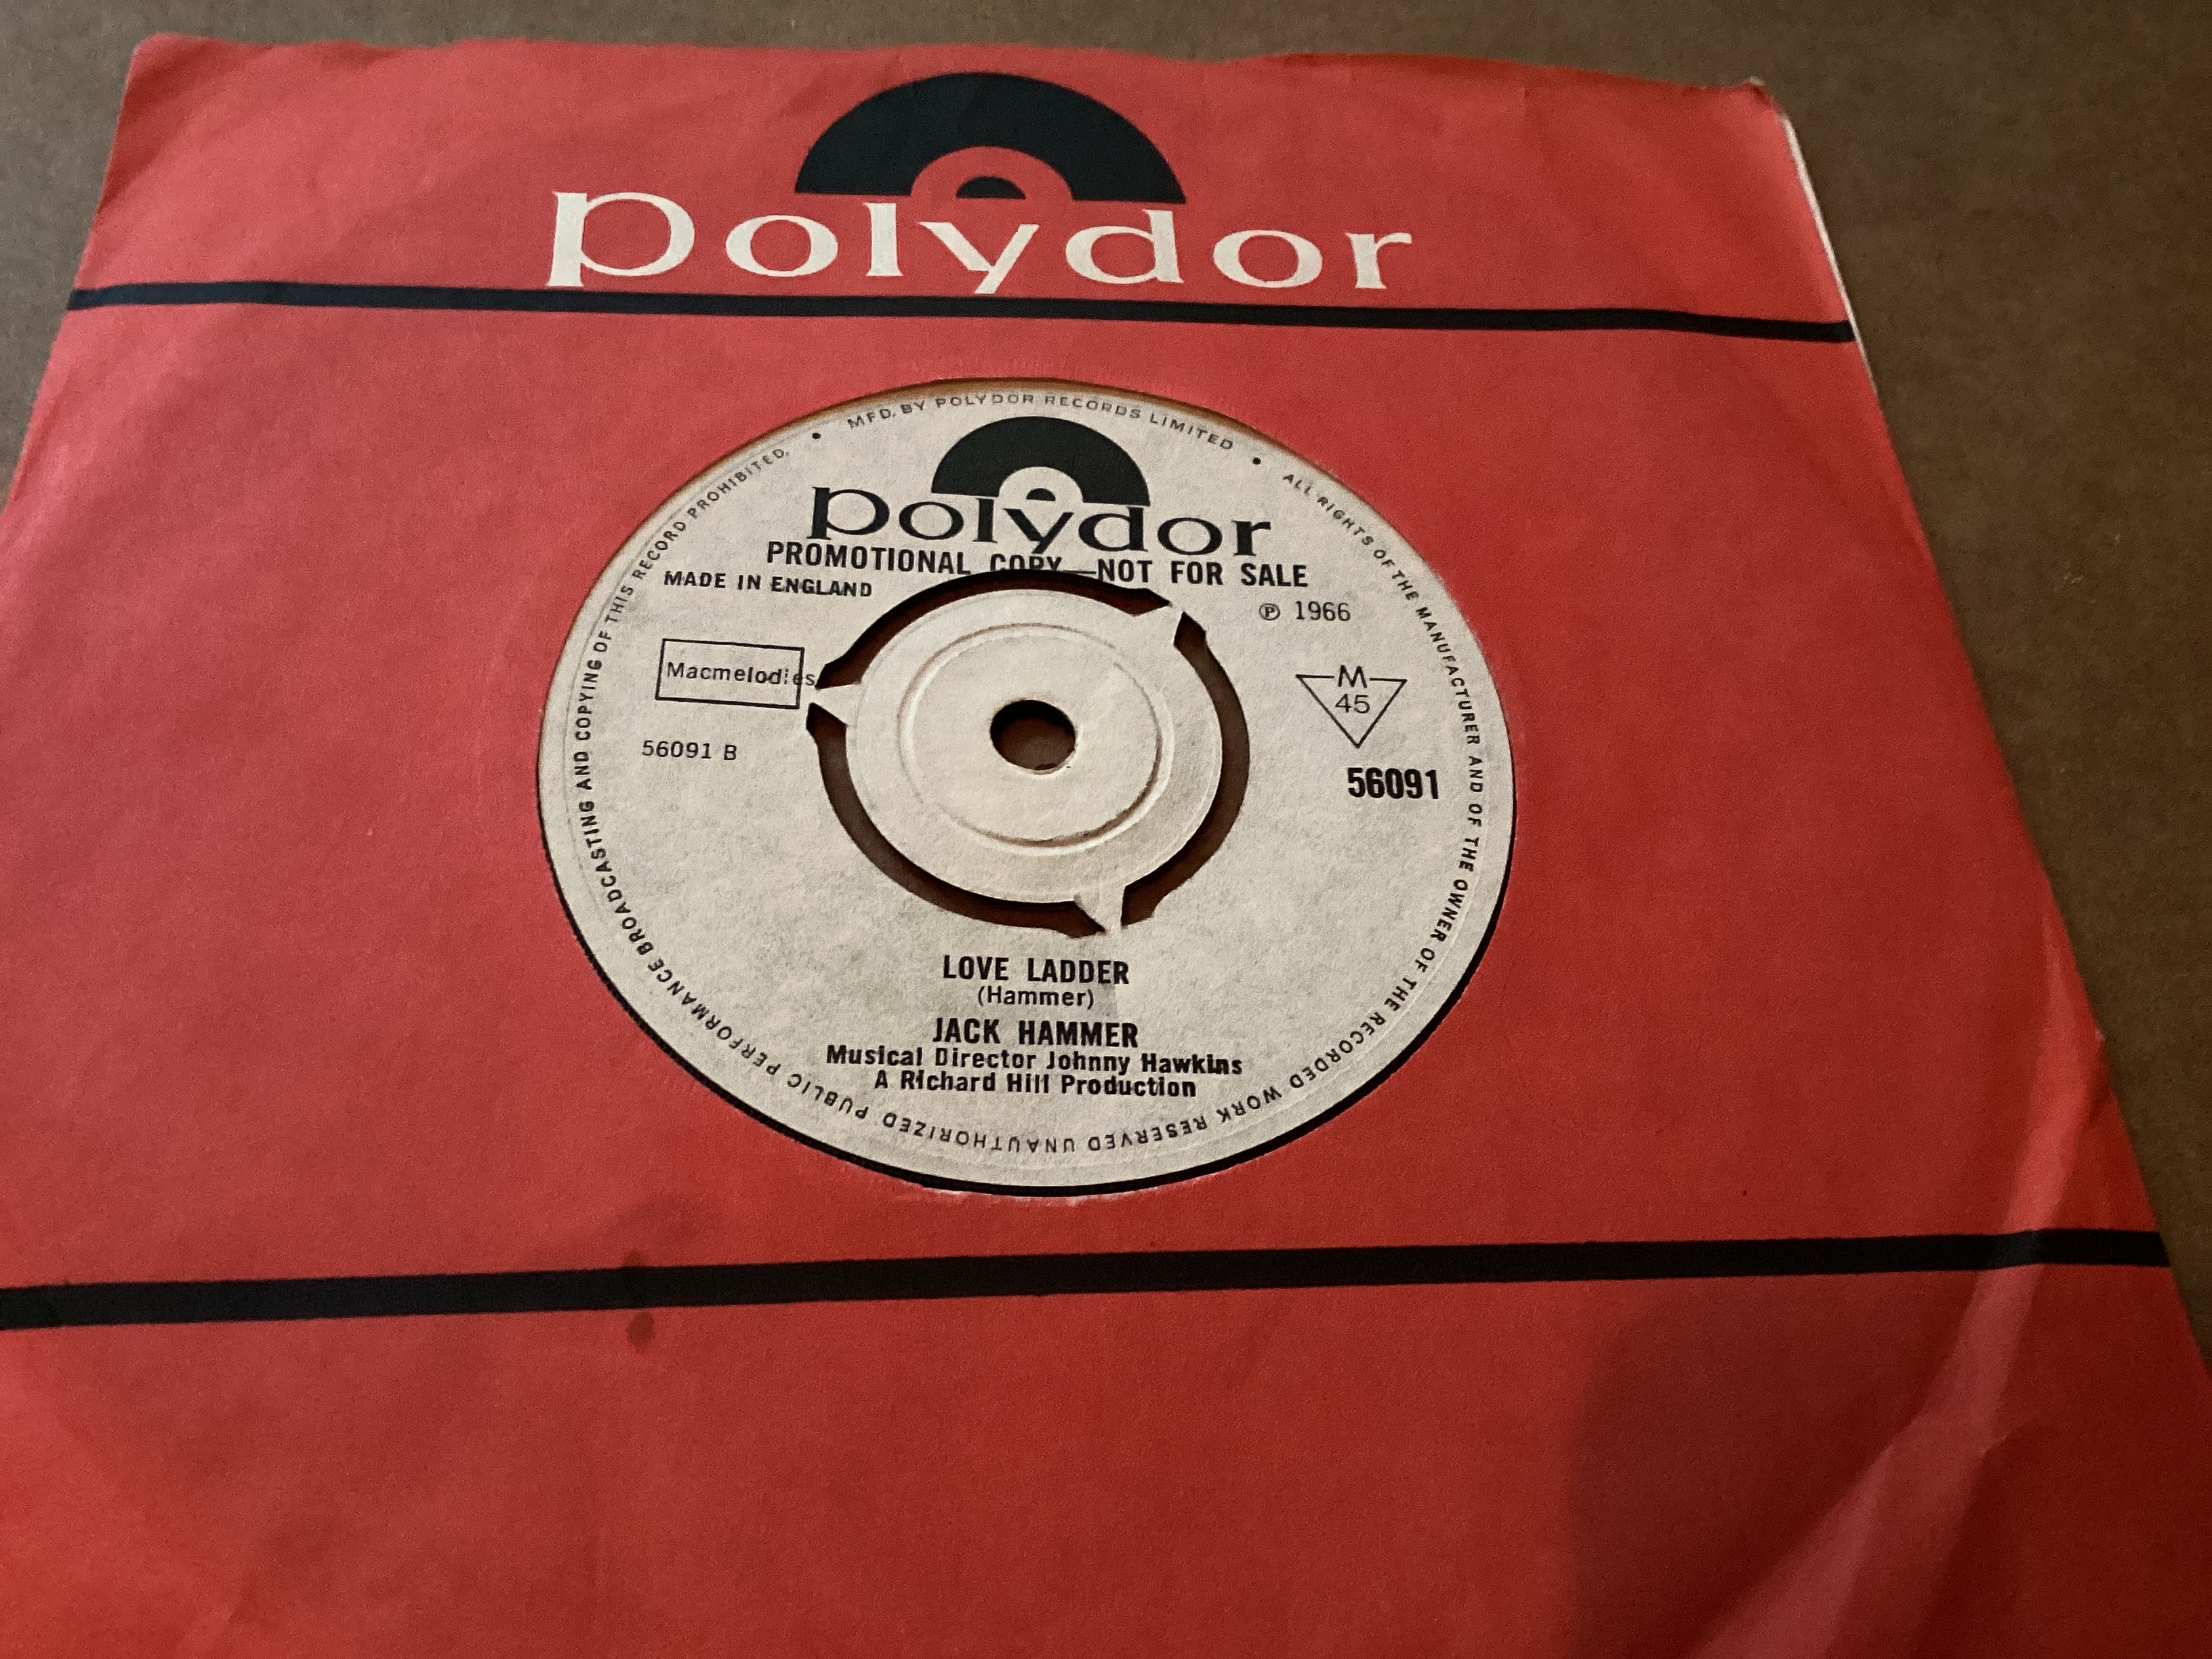 polydor
MFD. BY POLYDOR RECORDS LIMITED • ALL RIGHTS OF THE MANUFACTURER AND OF THE OWNER OF THE RECORDED WORK RESERVED UNAUTHORIZED PUBLIC PERFORMANCE BROADCASTING AND COPYING OF THIS RECORD PROHIBITED. •
polydor
PROMOTIONAL COPY—NOT FOR SALE
MADE IN ENGLAND
℗ 1966
Macmelodies
M
45
56091 B
56091
LOVE LADDER
(Hammer)
JACK HAMMER
Musical Director Johnny Hawkins
A Richard Hill Production